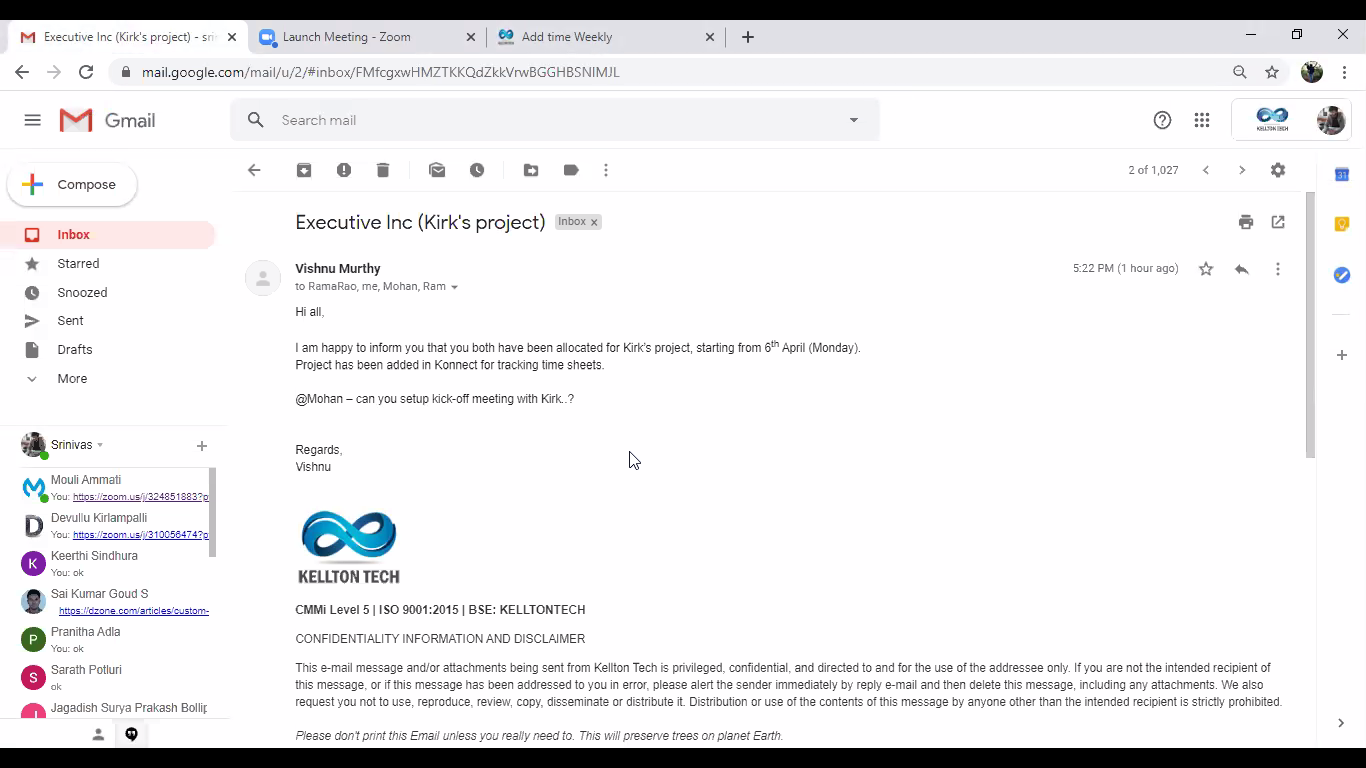 Executive Inc (Kirk's project) - sri
Launch Meeting - Zoom
Add time Weekly
mail.google.com/mail/u/2/#inbox/FMfcgxwHMZTKKQdZkkVrwBGGHBSNIMJL
Gmail
Search mail
KELLTON TECH
Compose
2 of 1,027
31
Inbox
Starred
Snoozed
Sent
Drafts
More
Executive Inc (Kirk's project)
Inbox x
Vishnu Murthy
5:22 PM (1 hour ago)
to RamaRao, me, Mohan, Ram
Hi all,
I am happy to inform you that you both have been allocated for Kirk's project, starting from 6th April (Monday).
Project has been added in Konnect for tracking time sheets.
@Mohan – can you setup kick-off meeting with Kirk..?
Regards,
Vishnu
KELLTON TECH
CMMi Level 5 | ISO 9001:2015 | BSE: KELLTONTECH
CONFIDENTIALITY INFORMATION AND DISCLAIMER
This e-mail message and/or attachments being sent from Kellton Tech is privileged, confidential, and directed to and for the use of the addressee only. If you are not the intended recipient of
this message, or if this message has been addressed to you in error, please alert the sender immediately by reply e-mail and then delete this message, including any attachments. We also
request you not to use, reproduce, review, copy, disseminate or distribute it. Distribution or use of the contents of this message by anyone other than the intended recipient is strictly prohibited.
Please don't print this Email unless you really need to. This will preserve trees on planet Earth.
Srinivas
Mouli Ammati
You: https://zoom.us/j/324851883?p
D
Devullu Kirlampalli
You: https://zoom.us/j/310056474?p
K
Keerthi Sindhura
You: ok
Sai Kumar Goud S
https://dzone.com/articles/custom-
P
Pranitha Adla
You: ok
S
Sarath Potluri
ok
J
Jagadish Surya Prakash Bollip